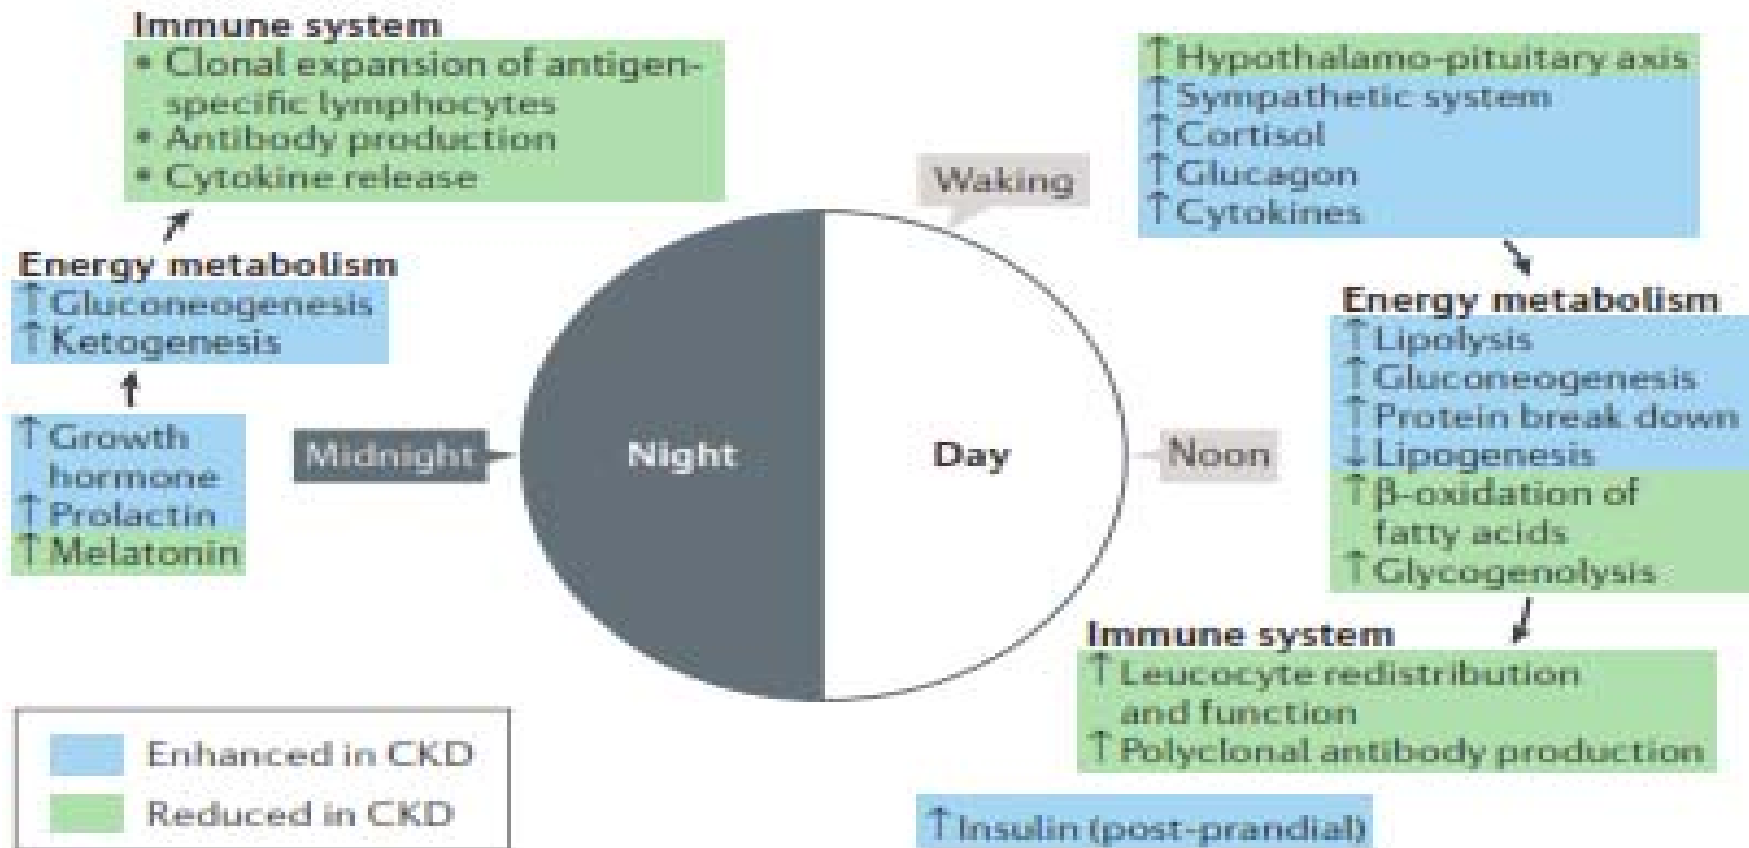 Immune system
• Clonal expansion of antigen-
specific lymphocytes
• Antibody production
• Cytokine release
Energy metabolism
↑ Gluconeogenesis
↑ Ketogenesis
↑ Growth
hormone
↑ Prolactin
↑ Melatonin
Midnight
Night
Day
Waking
Noon
↑ Hypothalamo-pituitary axis
↑ Sympathetic system
↑ Cortisol
↑ Glucagon
↑ Cytokines
Energy metabolism
↑ Lipolysis
↑ Gluconeogenesis
↑ Protein break down
↓ Lipogenesis
↑ β-oxidation of
fatty acids
↑ Glycogenolysis
Immune system
↑ Leucocyte redistribution
and function
↑ Polyclonal antibody production
↑ Insulin (post-prandial)
Enhanced in CKD
Reduced in CKD